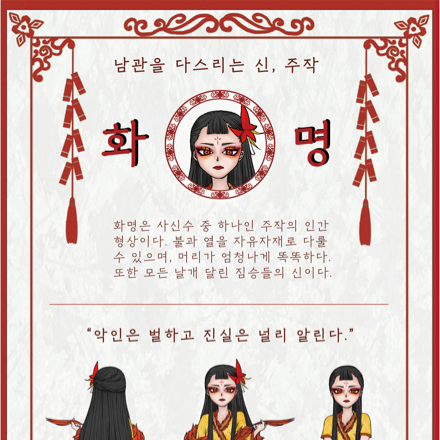 남관을 다스리는 신, 주작
화 명
화명은 사신수 중 하나인 주작의 인간
형상이다. 불과 열을 자유자재로 다룰
수 있으며, 머리가 엄청나게 똑똑하다.
또한 모든 날개 달린 짐승들의 신이다.
“악인은 벌하고 진실은 널리 알린다.”